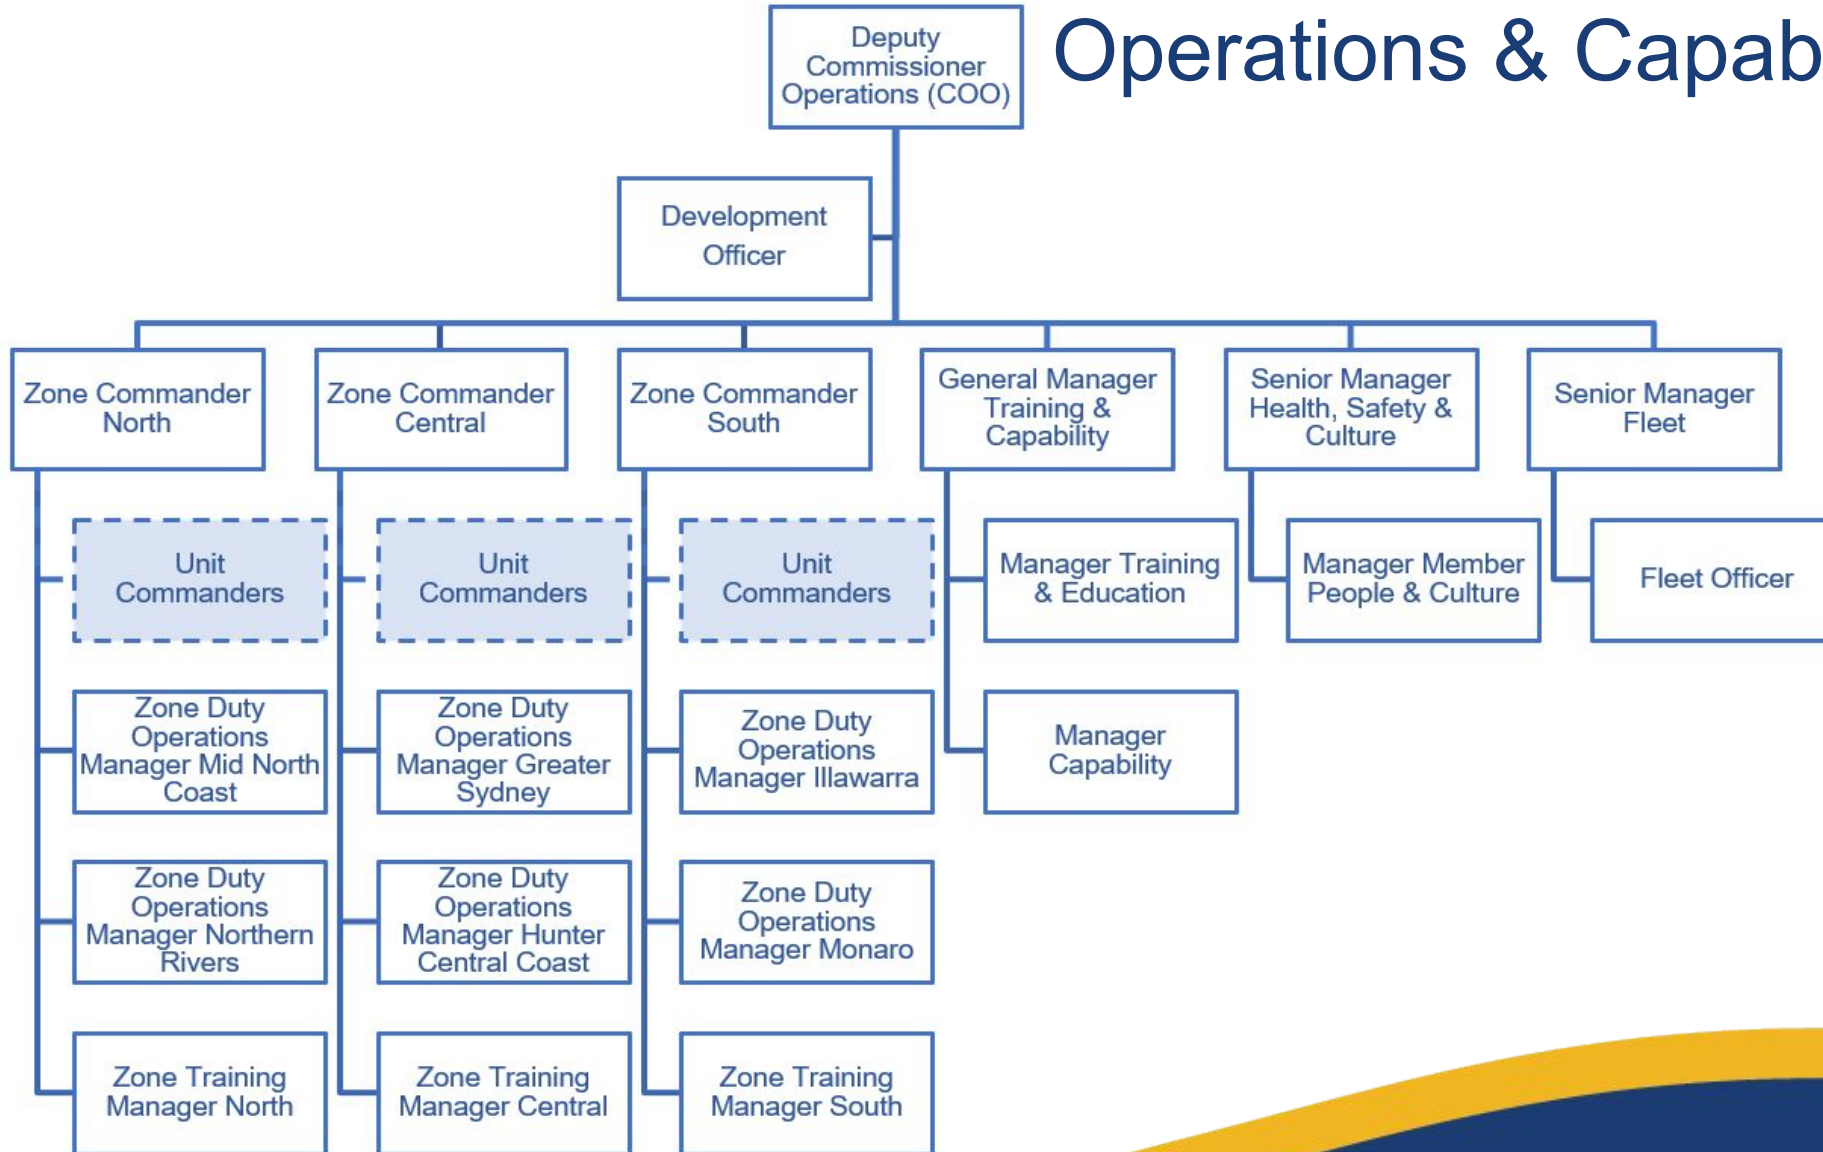 Deputy
Commissioner
Operations (COO)
Operations & Capab
Development
Officer
Zone Commander
North
Zone Commander
Central
Zone Commander
South
General Manager
Training &
Capability
Senior Manager
Health, Safety &
Culture
Senior Manager
Fleet
Unit
Commanders
Unit
Commanders
Unit
Commanders
Manager Training
& Education
Manager Member
People & Culture
Fleet Officer
Zone Duty
Operations
Manager Mid North
Coast
Zone Duty
Operations
Manager Greater
Sydney
Zone Duty
Operations
Manager Illawarra
Manager
Capability
Zone Duty
Operations
Manager Northern
Rivers
Zone Duty
Operations
Manager Hunter
Central Coast
Zone Duty
Operations
Manager Monaro
Zone Training
Manager North
Zone Training
Manager Central
Zone Training
Manager South